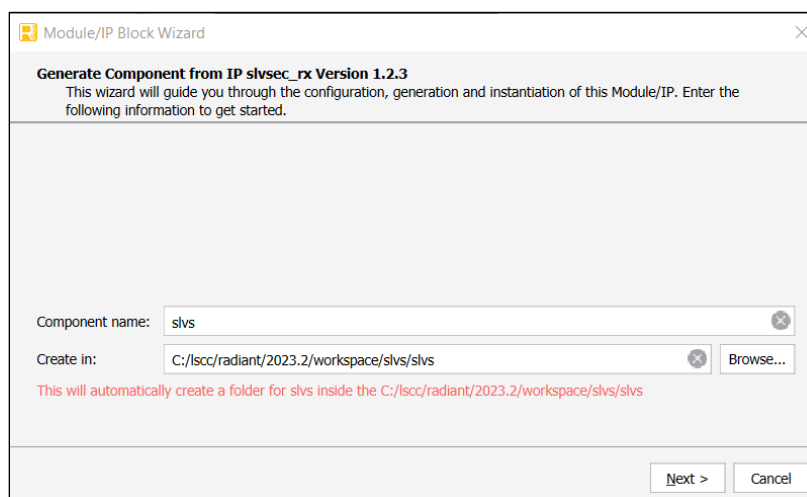 Module/IP Block Wizard
Generate Component from IP slvsec_rx Version 1.2.3
This wizard will guide you through the configuration, generation and instantiation of this Module/IP. Enter the
following information to get started.
Component name: slvs
Create in: C:/lscc/radiant/2023.2/workspace/slvs/slvs Browse...
This will automatically create a folder for slvs inside the C:/lscc/radiant/2023.2/workspace/slvs/slvs
Next > Cancel